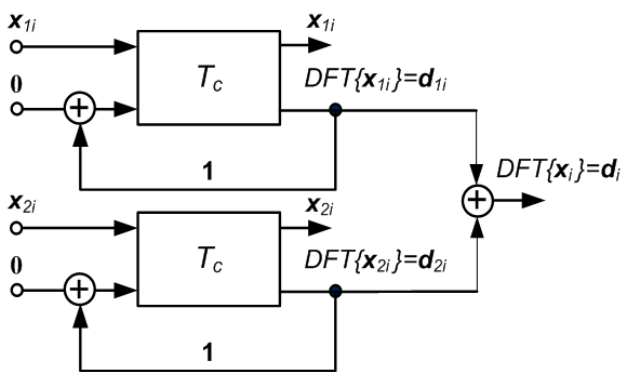 x1i
x1i
0
Tc
DFT{x1i}=d1i
1
DFT{xi}=di
x2i
x2i
0
Tc
DFT{x2i}=d2i
1